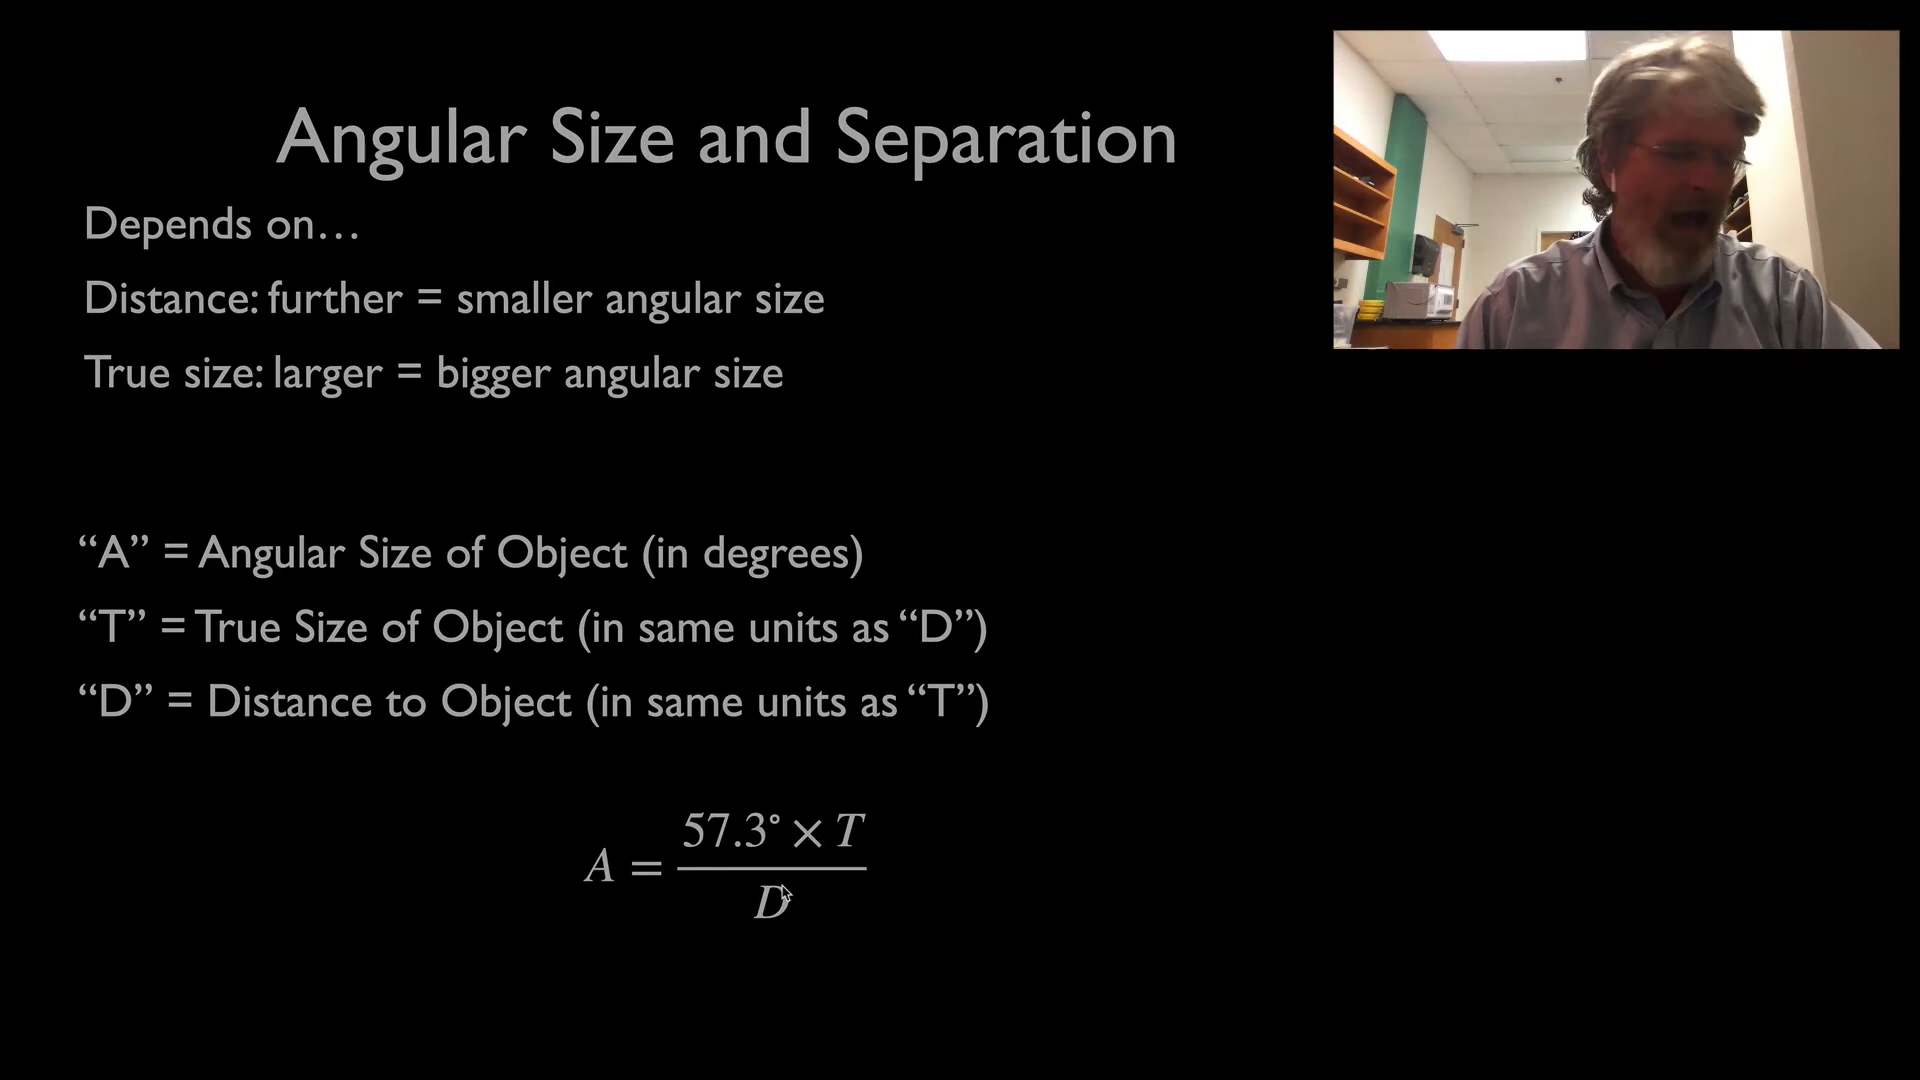 Angular Size and Separation
Depends on…
Distance: further = smaller angular size
True size: larger = bigger angular size
“A” = Angular Size of Object (in degrees)
“T” = True Size of Object (in same units as “D”)
“D” = Distance to Object (in same units as “T”)
A = 57.3° × T / D